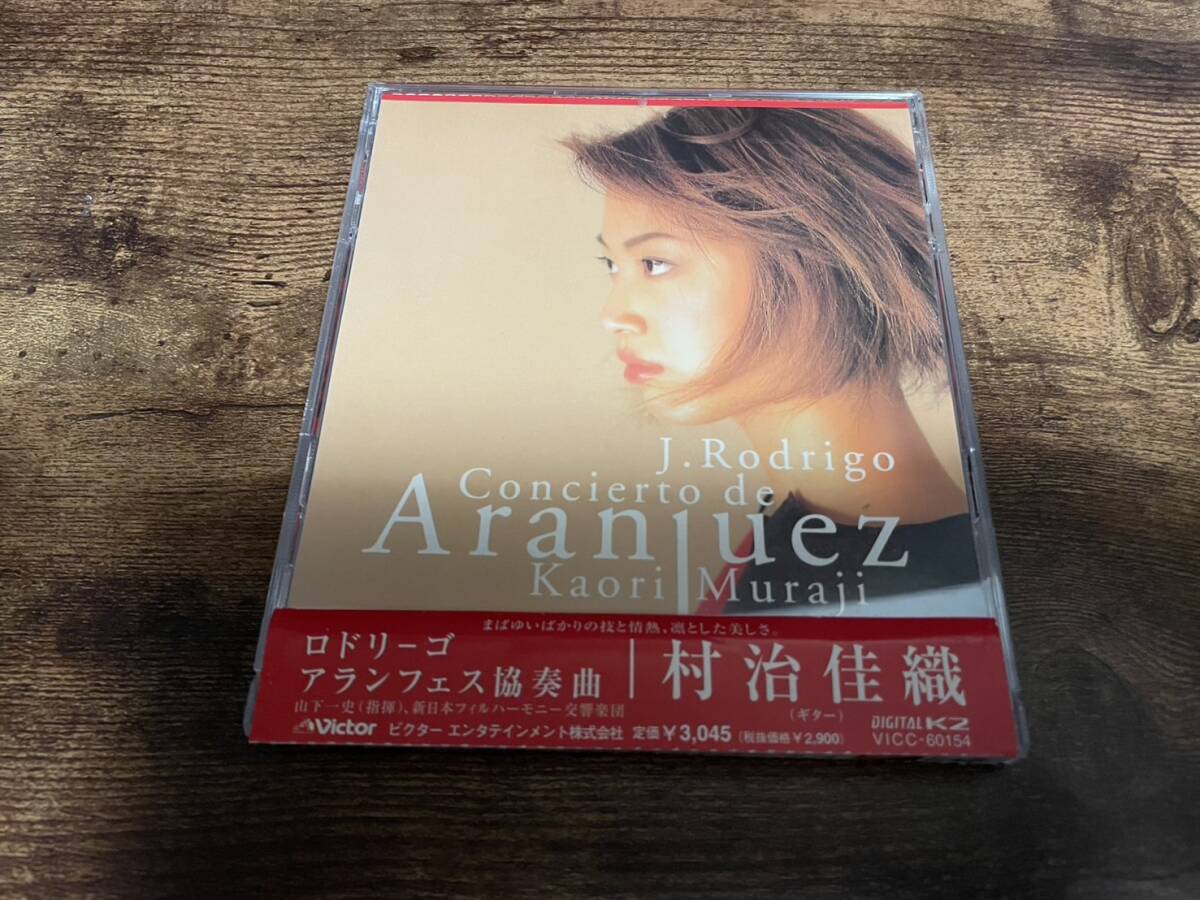 J.Rodrigo
Concierto de
Aranjuez
Kaori Muraji
まばゆいばかりの技と情熱、凛とした美しさ。
ロドリーゴ
アランフェス協奏曲
村治佳織
(ギター)
山下一史(指揮)、新日本フィルハーモニー交響楽団
Victor ビクター エンタテインメント株式会社 定価¥3,045(税抜価格¥2,900)
DIGITAL K2
VICC-60154